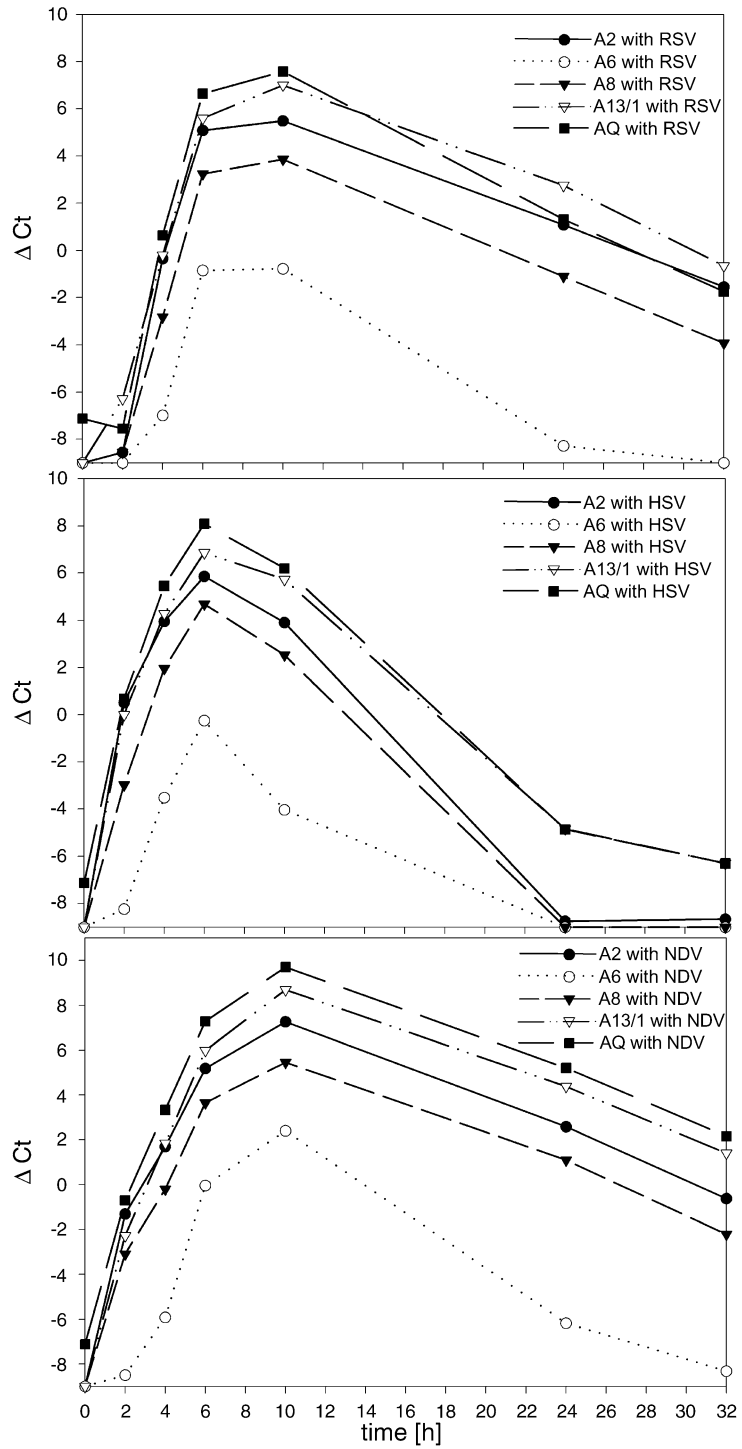 10
8
6
4
2
0
-2
-4
-6
-8
Δ Ct
A2 with RSV
A6 with RSV
A8 with RSV
A13/1 with RSV
AQ with RSV
10
8
6
4
2
0
-2
-4
-6
-8
Δ Ct
A2 with HSV
A6 with HSV
A8 with HSV
A13/1 with HSV
AQ with HSV
10
8
6
4
2
0
-2
-4
-6
-8
Δ Ct
A2 with NDV
A6 with NDV
A8 with NDV
A13/1 with NDV
AQ with NDV
0 2 4 6 8 10 12 14 16 18 20 22 24 26 28 30 32
time [h]